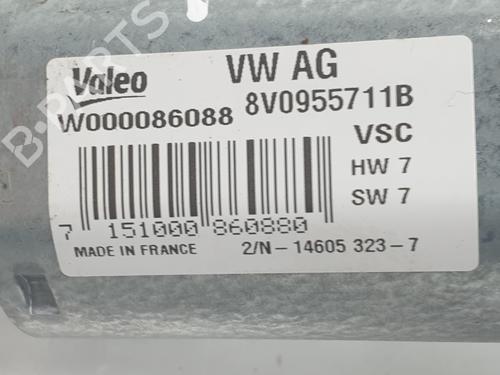 Valeo
VW AG
W000086088
8V0955711B
VSC
HW 7
SW 7
7 151000 860880
MADE IN FRANCE
2/N-14605 323-7
B-PARTS